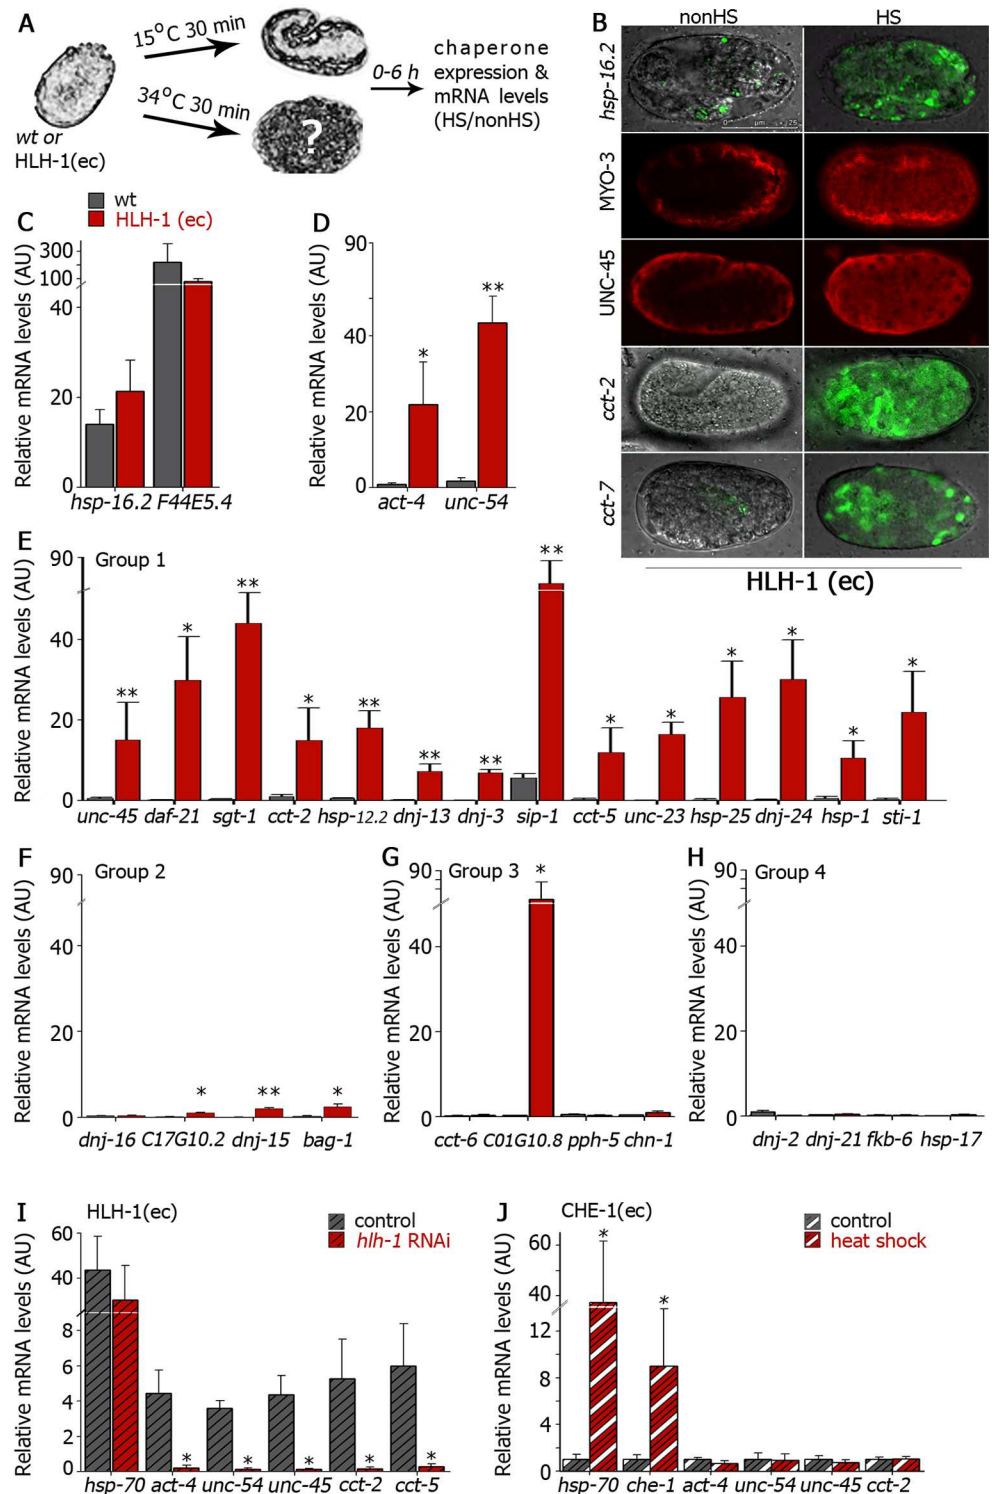 A
15°C 30 min
34°C 30 min
wt or
HLH-1(ec)
?
0-6 h
chaperone
expression &
mRNA levels
(HS/nonHS)
B
nonHS
HS
hsp-16.2
0 µm 25
MYO-3
UNC-45
cct-2
cct-7
HLH-1 (ec)
wt
HLH-1 (ec)
C
Relative mRNA levels (AU)
300
100
40
20
0
hsp-16.2 F44E5.4
D
Relative mRNA levels (AU)
90
40
20
0
*
**
act-4 unc-54
E
Group 1
Relative mRNA levels (AU)
90
40
20
0
** * ** * ** ** ** ** * * * * * *
unc-45 daf-21 sgt-1 cct-2 hsp-12.2 dnj-13 dnj-3 sip-1 cct-5 unc-23 hsp-25 dnj-24 hsp-1 sti-1
F
Group 2
Relative mRNA levels (AU)
90
40
20
0
* ** *
dnj-16 C17G10.2 dnj-15 bag-1
G
Group 3
Relative mRNA levels (AU)
90
40
20
0
*
cct-6 C01G10.8 pph-5 chn-1
H
Group 4
Relative mRNA levels (AU)
90
40
20
0
dnj-2 dnj-21 fkb-6 hsp-17
I
HLH-1(ec)
control
hlh-1 RNAi
Relative mRNA levels (AU)
60
40
8
6
4
2
0
* * * * *
hsp-70 act-4 unc-54 unc-45 cct-2 cct-5
J
CHE-1(ec)
control
heat shock
Relative mRNA levels (AU)
60
40
12
8
4
0
* *
hsp-70 che-1 act-4 unc-54 unc-45 cct-2